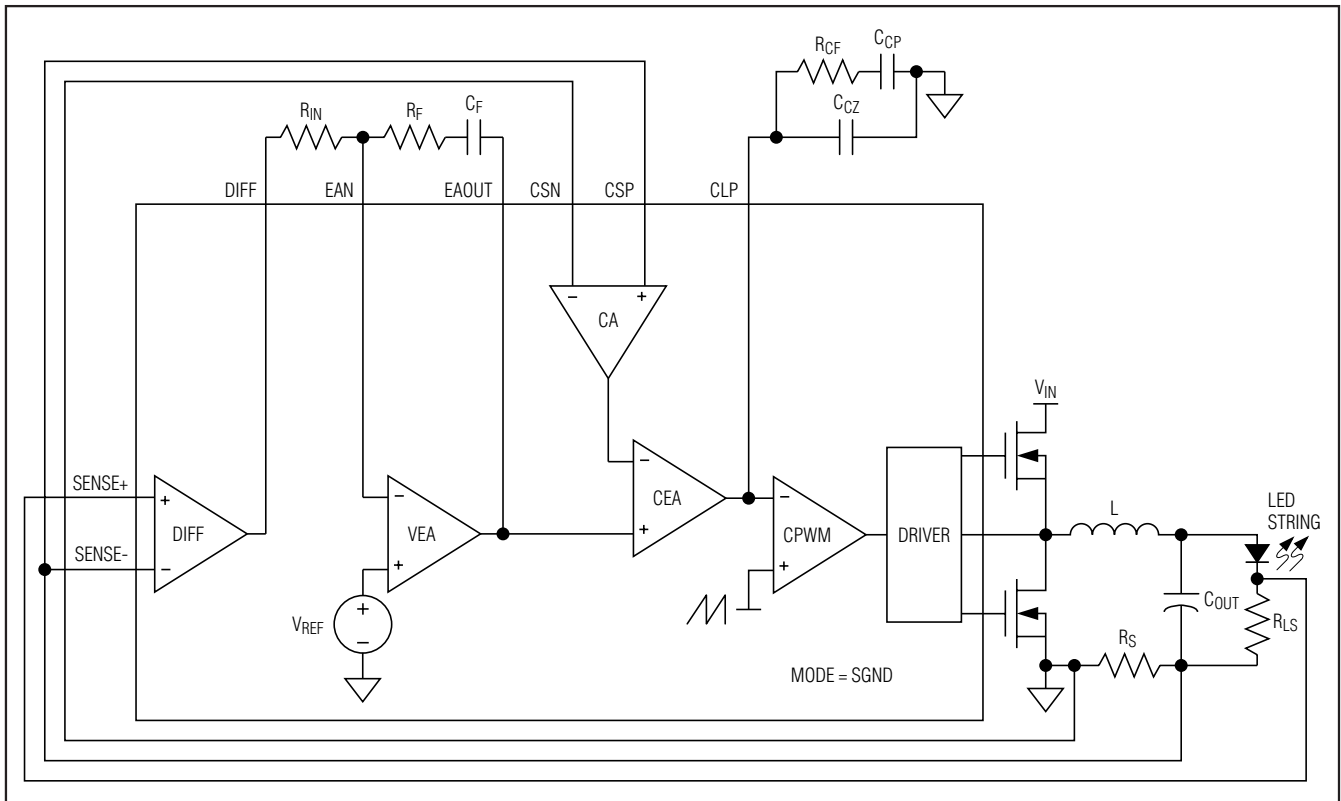 RCF
CCP
CCZ
RIN
RF
CF
DIFF
EAN
EAOUT
CSN
CSP
CLP
− +
CA
VIN
SENSE+
SENSE-
+
DIFF
−
−
VEA
+
VREF
+
−
−
CEA
+
−
CPWM
+
DRIVER
L
LED
STRING
COUT
RLS
RS
MODE = SGND